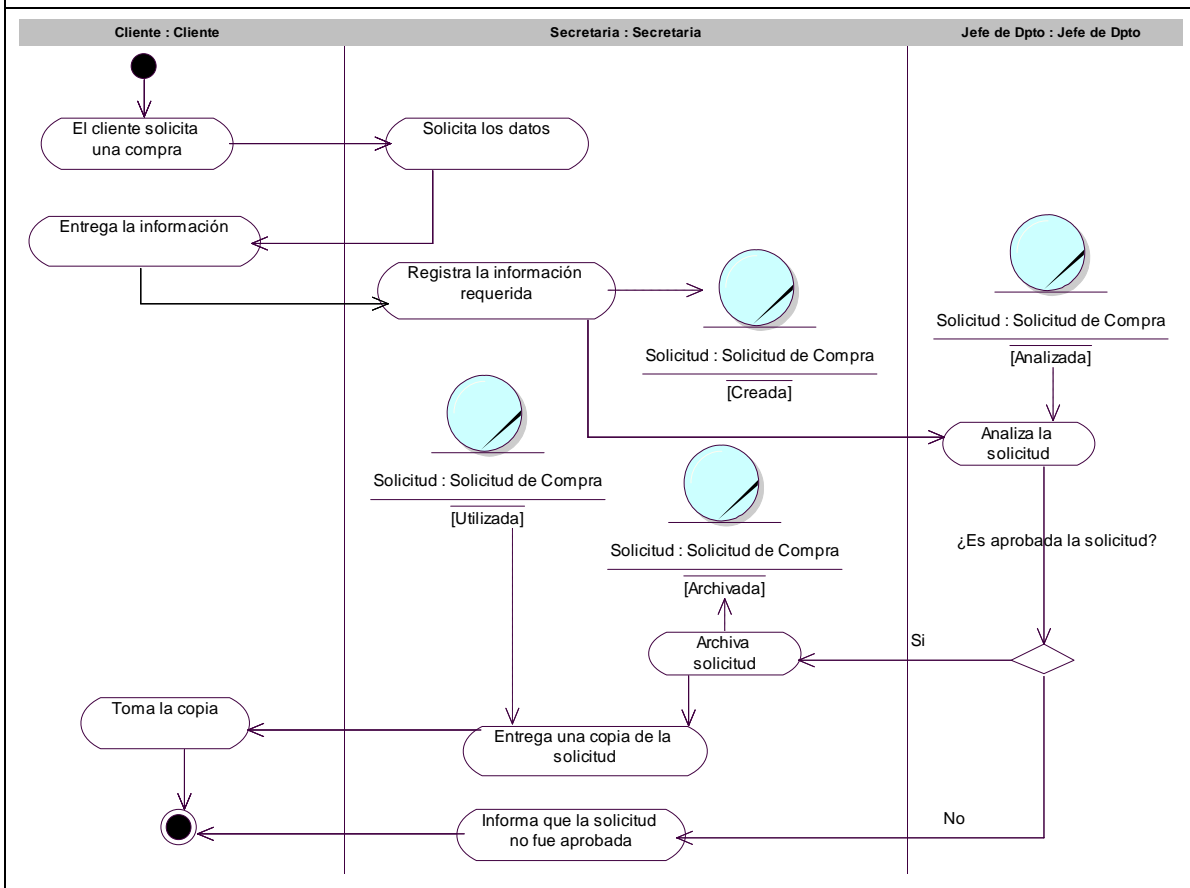 Cliente : Cliente
Secretaria : Secretaria
Jefe de Dpto : Jefe de Dpto
El cliente solicita
una compra
Solicita los datos
Entrega la información
Registra la información
requerida
Solicitud : Solicitud de Compra
[Creada]
Solicitud : Solicitud de Compra
[Analizada]
Analiza la
solicitud
Solicitud : Solicitud de Compra
[Utilizada]
Solicitud : Solicitud de Compra
[Archivada]
¿Es aprobada la solicitud?
Si
Archiva
solicitud
Toma la copia
Entrega una copia de la
solicitud
No
Informa que la solicitud
no fue aprobada